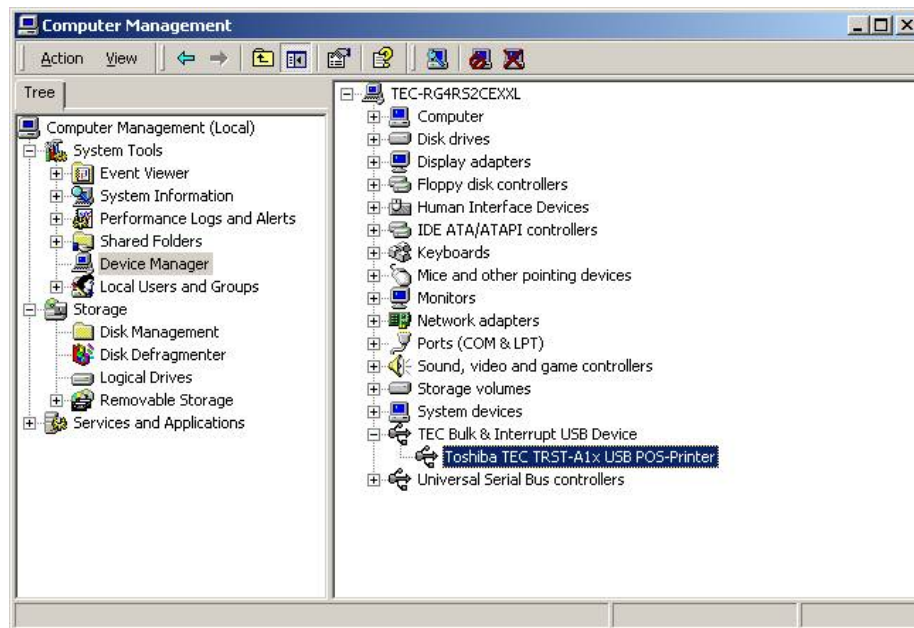 Computer Management
Action View
Tree
Computer Management (Local)
System Tools
Event Viewer
System Information
Performance Logs and Alerts
Shared Folders
Device Manager
Local Users and Groups
Storage
Disk Management
Disk Defragmenter
Logical Drives
Removable Storage
Services and Applications
TEC-RG4RS2CEXXL
Computer
Disk drives
Display adapters
Floppy disk controllers
Human Interface Devices
IDE ATA/ATAPI controllers
Keyboards
Mice and other pointing devices
Monitors
Network adapters
Ports (COM & LPT)
Sound, video and game controllers
Storage volumes
System devices
TEC Bulk & Interrupt USB Device
Toshiba TEC TRST-A1x USB POS-Printer
Universal Serial Bus controllers